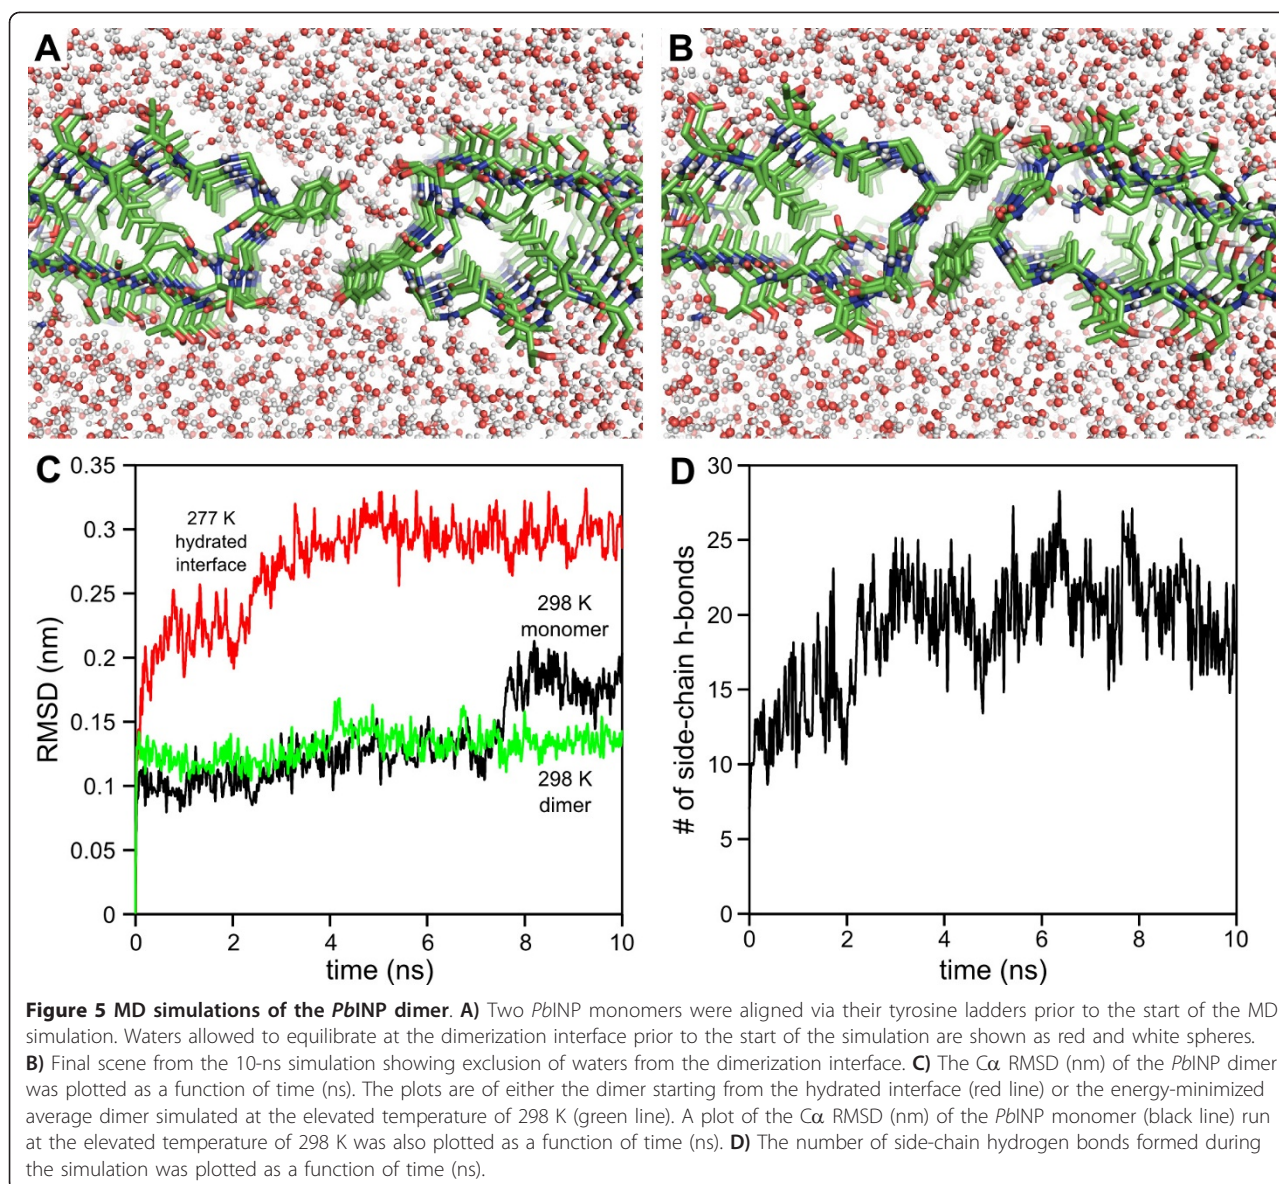 A
B
C
0.35
0.3
0.25
0.2
0.15
0.1
0.05
0
RMSD (nm)
277 K
hydrated
interface
298 K
monomer
298 K
dimer
0 2 4 6 8 10
time (ns)
D
30
25
20
15
10
5
0
# of side-chain h-bonds
0 2 4 6 8 10
time (ns)
Figure 5 MD simulations of the PbINP dimer. A) Two PbINP monomers were aligned via their tyrosine ladders prior to the start of the MD
simulation. Waters allowed to equilibrate at the dimerization interface prior to the start of the simulation are shown as red and white spheres.
B) Final scene from the 10-ns simulation showing exclusion of waters from the dimerization interface. C) The Cα RMSD (nm) of the PbINP dimer
was plotted as a function of time (ns). The plots are of either the dimer starting from the hydrated interface (red line) or the energy-minimized
average dimer simulated at the elevated temperature of 298 K (green line). A plot of the Cα RMSD (nm) of the PbINP monomer (black line) run
at the elevated temperature of 298 K was also plotted as a function of time (ns). D) The number of side-chain hydrogen bonds formed during
the simulation was plotted as a function of time (ns).